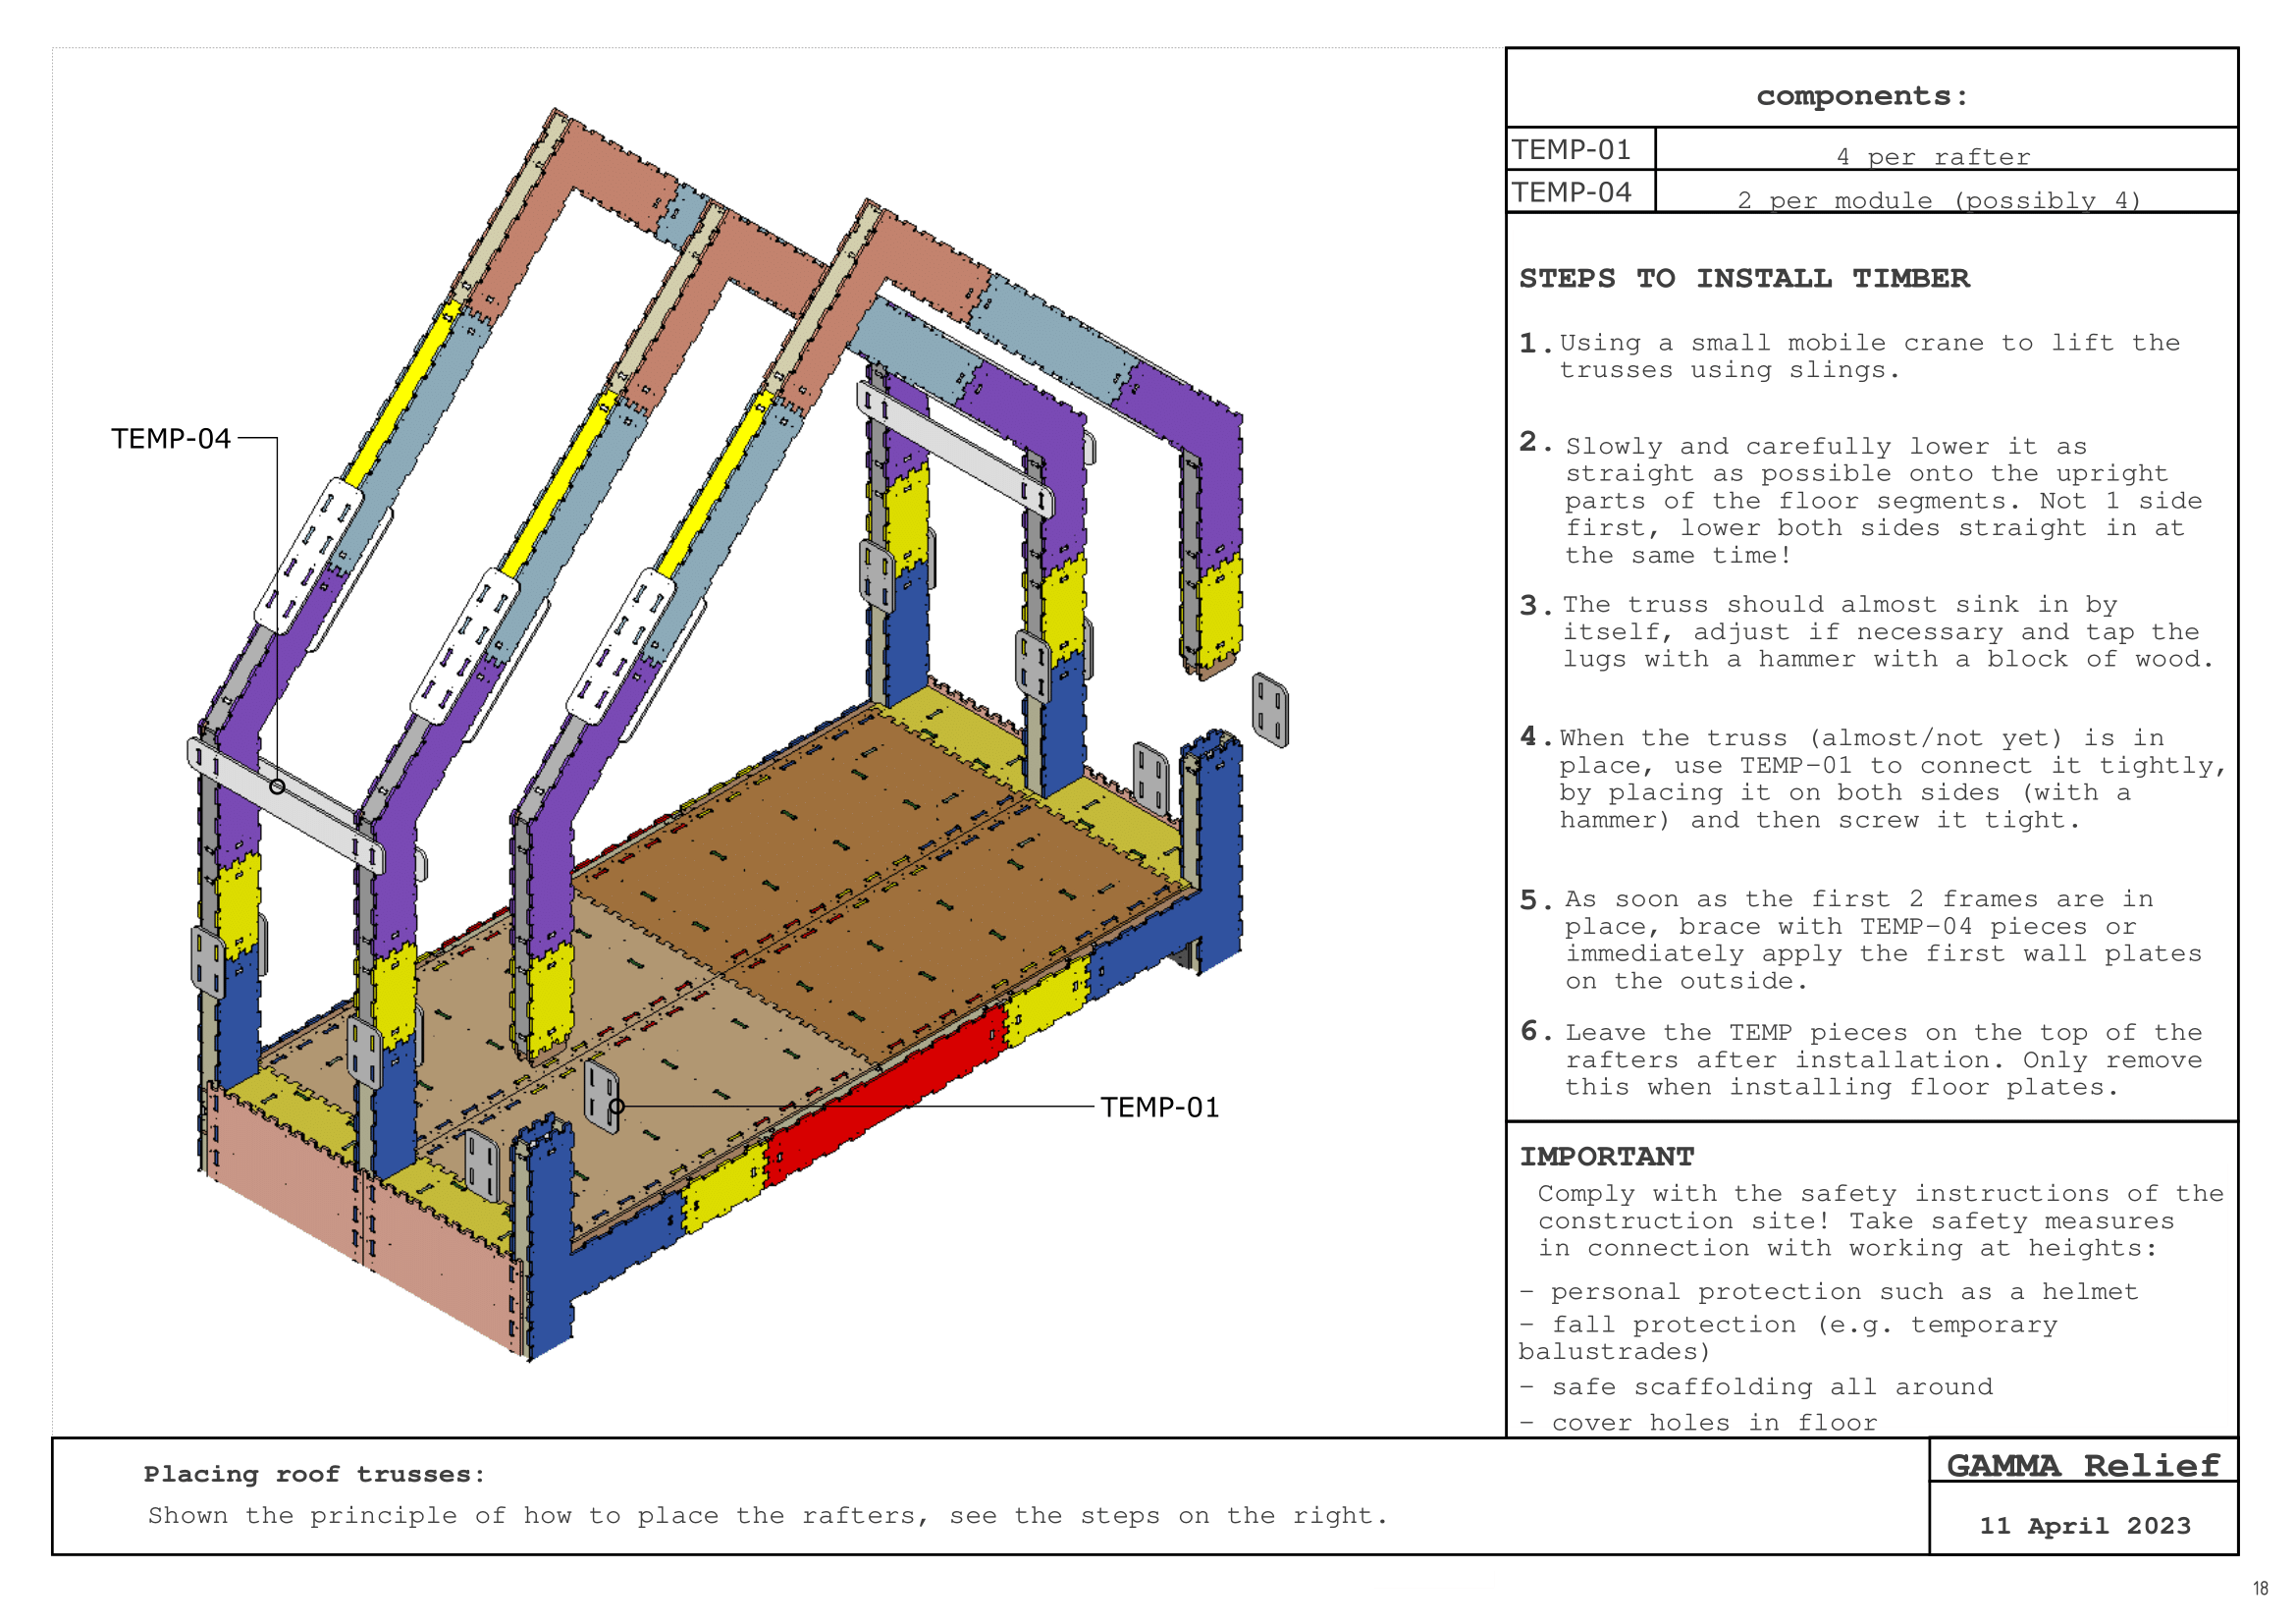 components:
TEMP-01
4 per rafter
TEMP-04
2 per module (possibly 4)
STEPS TO INSTALL TIMBER
1. Using a small mobile crane to lift the
trusses using slings.
2. Slowly and carefully lower it as
straight as possible onto the upright
parts of the floor segments. Not 1 side
first, lower both sides straight in at
the same time!
3. The truss should almost sink in by
itself, adjust if necessary and tap the
lugs with a hammer with a block of wood.
4. When the truss (almost/not yet) is in
place, use TEMP-01 to connect it tightly,
by placing it on both sides (with a
hammer) and then screw it tight.
5. As soon as the first 2 frames are in
place, brace with TEMP-04 pieces or
immediately apply the first wall plates
on the outside.
6. Leave the TEMP pieces on the top of the
rafters after installation. Only remove
this when installing floor plates.
IMPORTANT
Comply with the safety instructions of the
construction site! Take safety measures
in connection with working at heights:
- personal protection such as a helmet
- fall protection (e.g. temporary
balustrades)
- safe scaffolding all around
- cover holes in floor
TEMP-04
TEMP-01
Placing roof trusses:
Shown the principle of how to place the rafters, see the steps on the right.
GAMMA Relief
11 April 2023
18